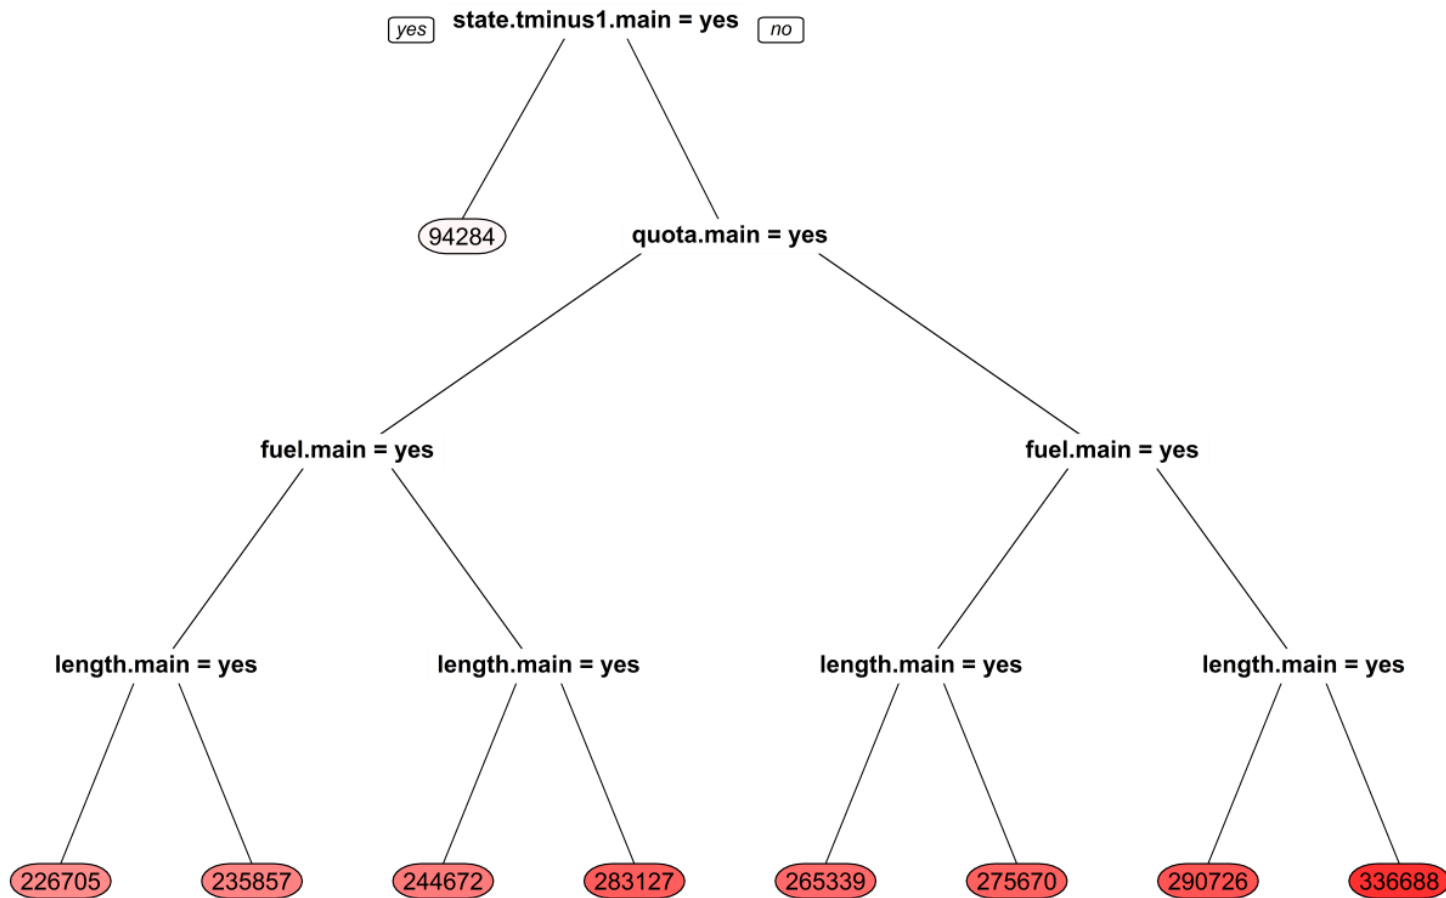 yes
state.tminus1.main = yes
no
94284
quota.main = yes
fuel.main = yes
fuel.main = yes
length.main = yes
length.main = yes
length.main = yes
length.main = yes
226705
235857
244672
283127
265339
275670
290726
336688